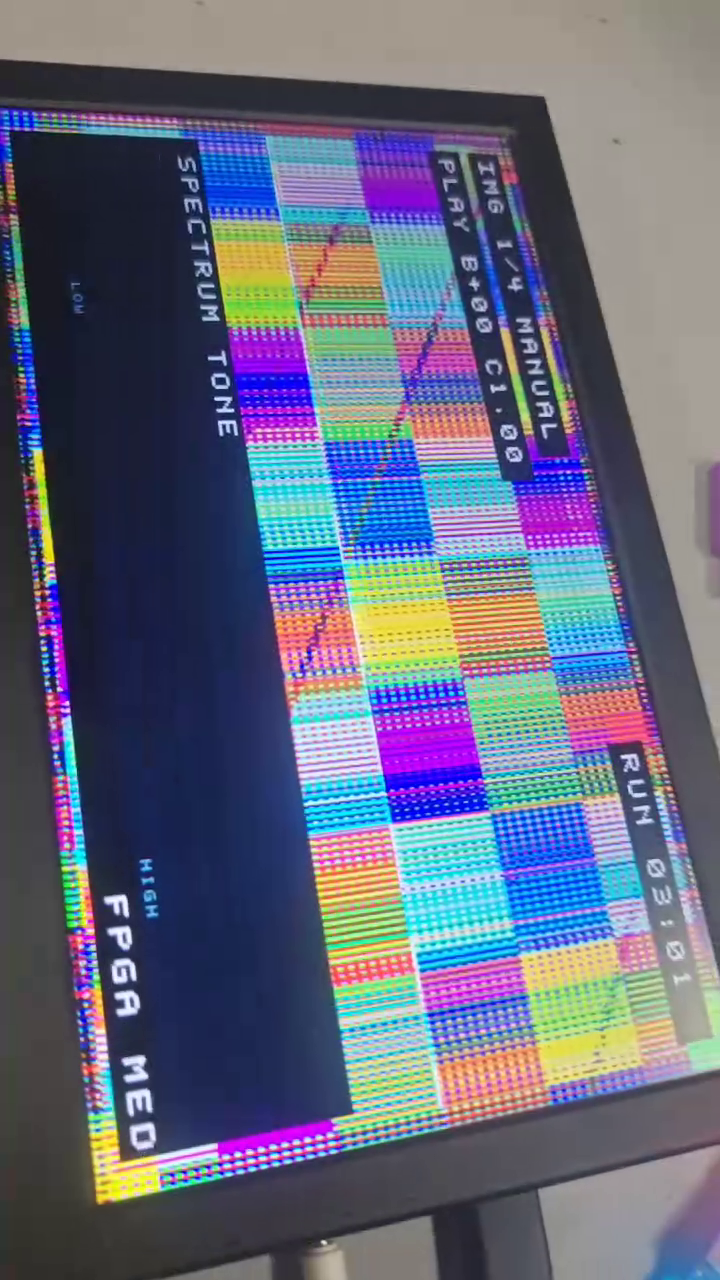 IMG 1/4 MANUAL
PLAY B+00 C1.00
RUN 03:01
SPECTRUM TONE
LOW
HIGH
FPGA MED